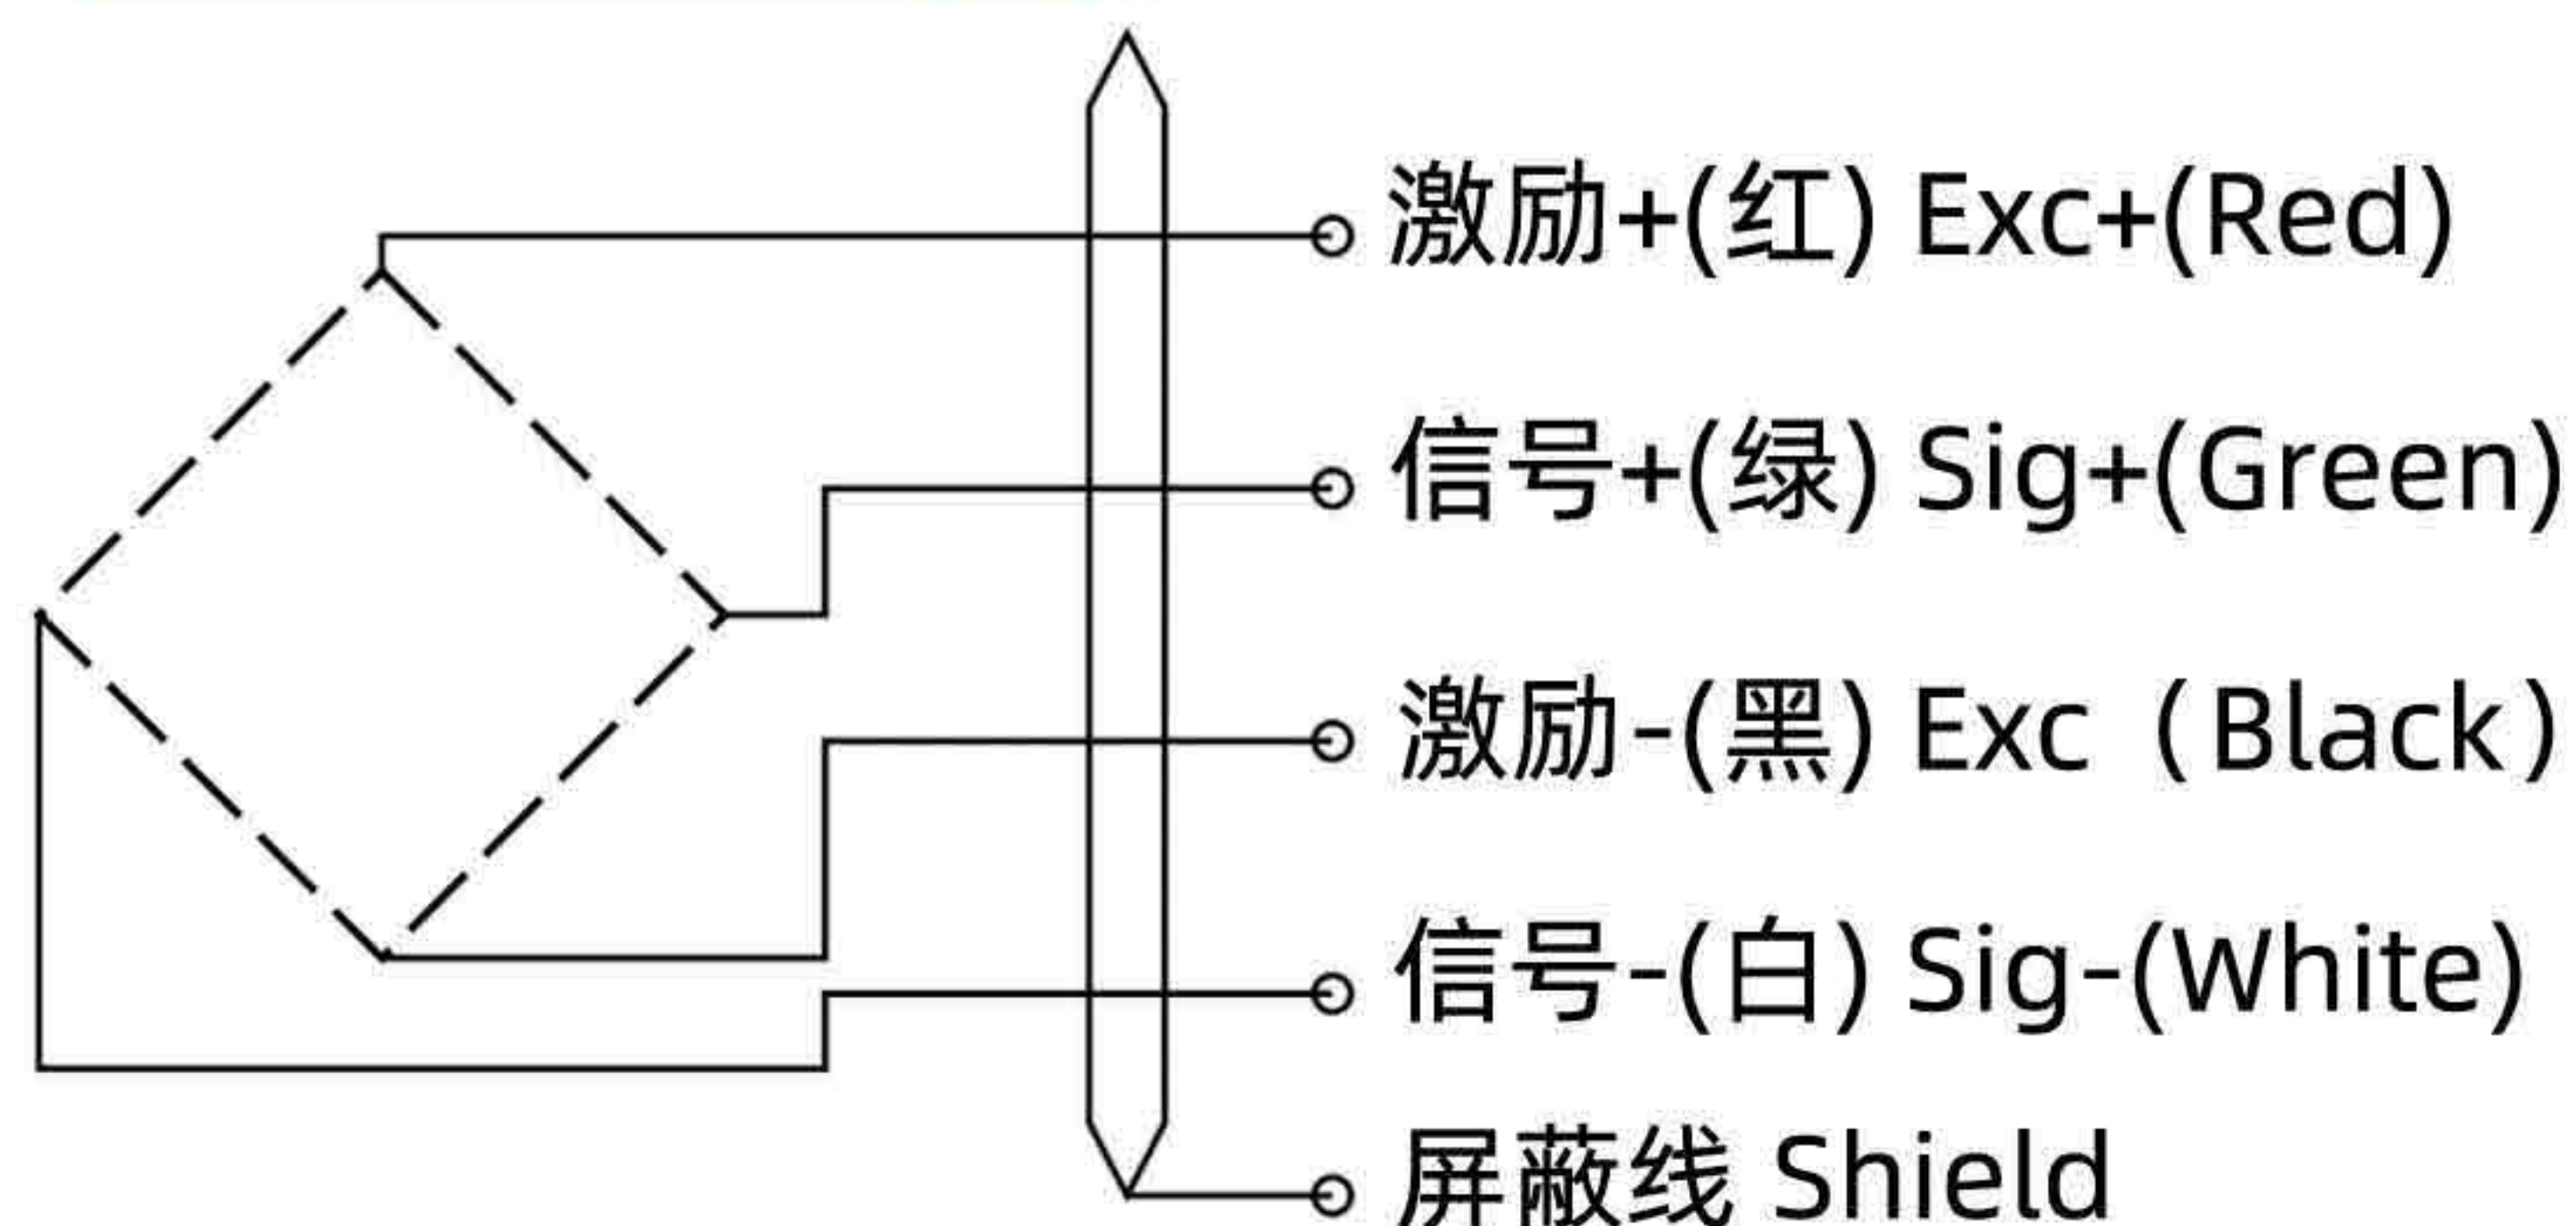 激励+(红) Exc+(Red)
信号+(绿) Sig+(Green)
激励-(黑) Exc（Black）
信号-(白) Sig-(White)
屏蔽线 Shield